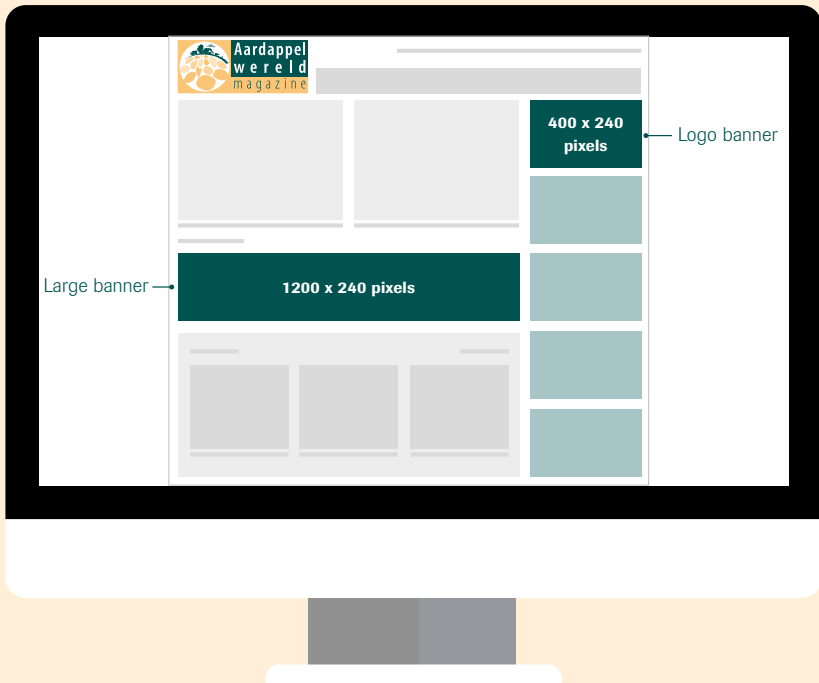 Aardappel
wereld
magazine
400 x 240
pixels
Logo banner
Large banner
1200 x 240 pixels